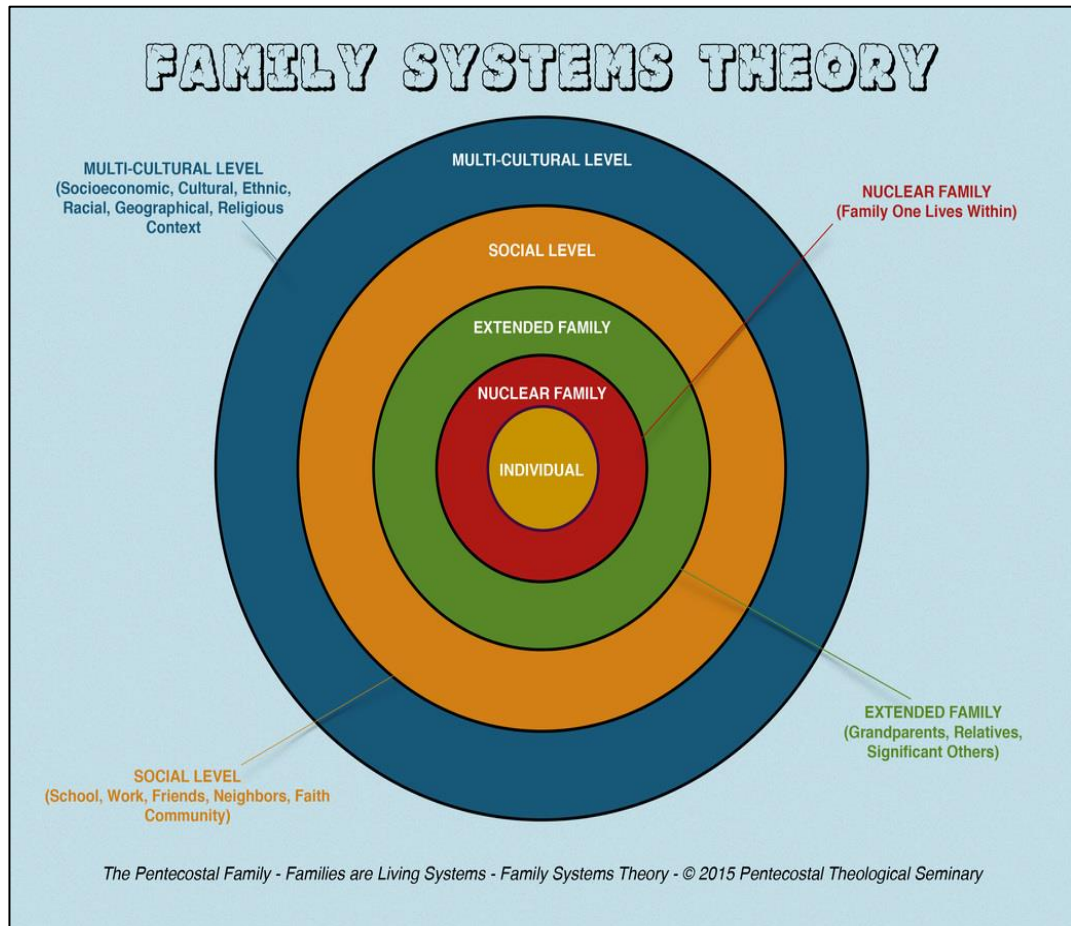 FAMILY SYSTEMS THEORY
MULTI-CULTURAL LEVEL
MULTI-CULTURAL LEVEL
(Socioeconomic, Cultural, Ethnic,
Racial, Geographical, Religious
Context
NUCLEAR FAMILY
(Family One Lives Within)
SOCIAL LEVEL
EXTENDED FAMILY
NUCLEAR FAMILY
INDIVIDUAL
EXTENDED FAMILY
(Grandparents, Relatives,
Significant Others)
SOCIAL LEVEL
(School, Work, Friends, Neighbors, Faith
Community)
The Pentecostal Family - Families are Living Systems - Family Systems Theory - © 2015 Pentecostal Theological Seminary